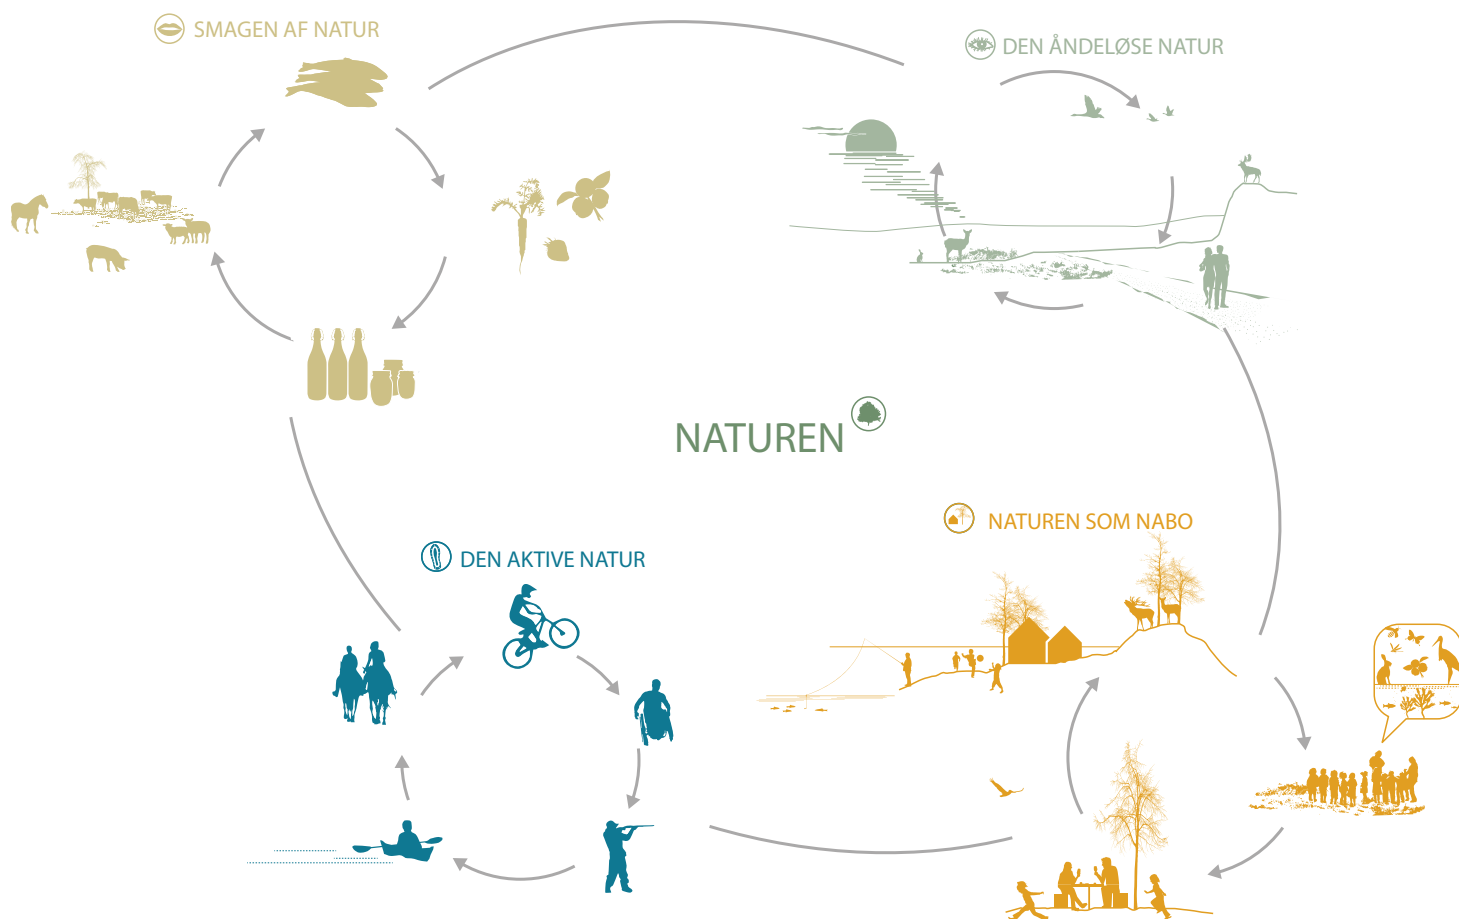 SMAGEN AF NATUR
DEN ÅNDELØSE NATUR
NATUREN
NATUREN SOM NABO
DEN AKTIVE NATUR